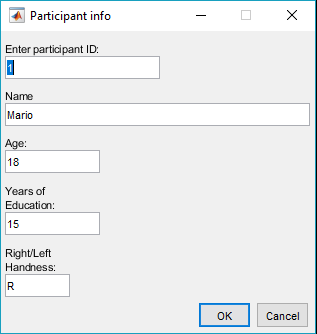 Participant info
Enter participant ID:
1
Name
Mario
Age:
18
Years of
Education:
15
Right/Left
Handness:
R
OK Cancel